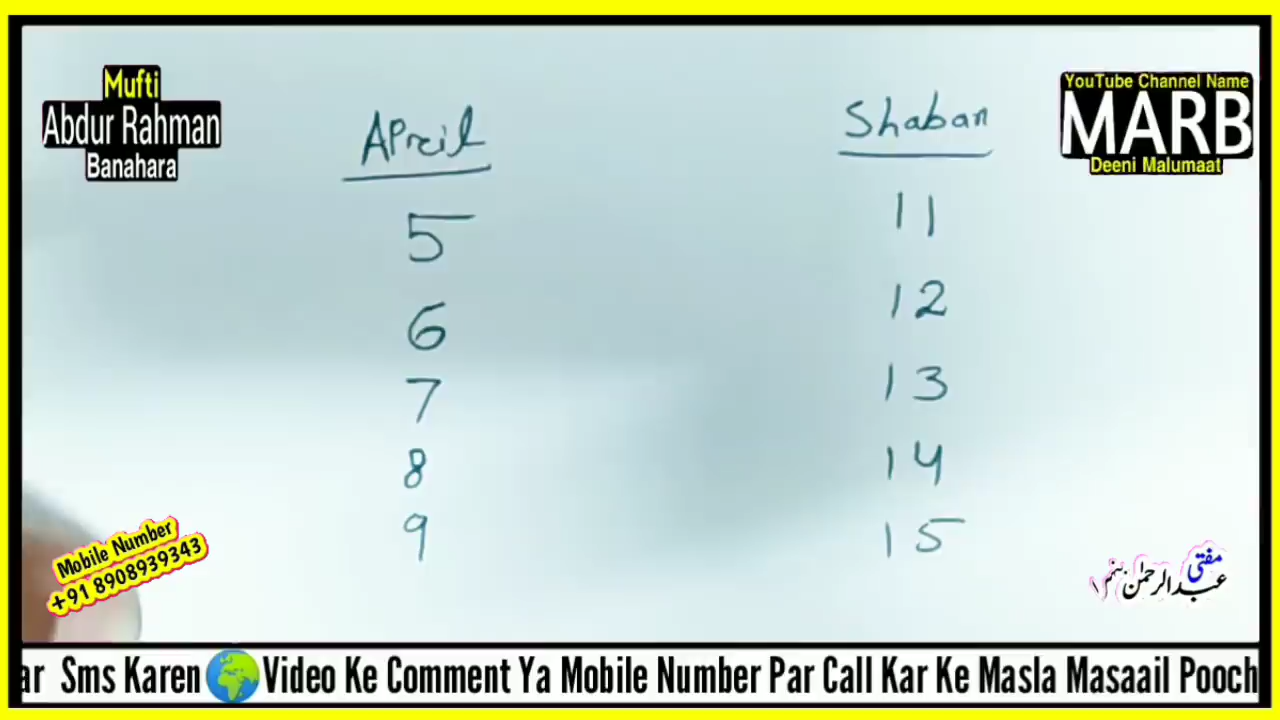 Mufti
Abdur Rahman
Banahara
YouTube Channel Name
MARB
Deeni Malumaat
Apreil Shaban
5 11
6 12
7 13
8 14
9 15
Mobile Number
+91 8908939343
مفتی
عبدالرحمٰن
ar Sms Karen Video Ke Comment Ya Mobile Number Par Call Kar Ke Masla Masaail Pooch